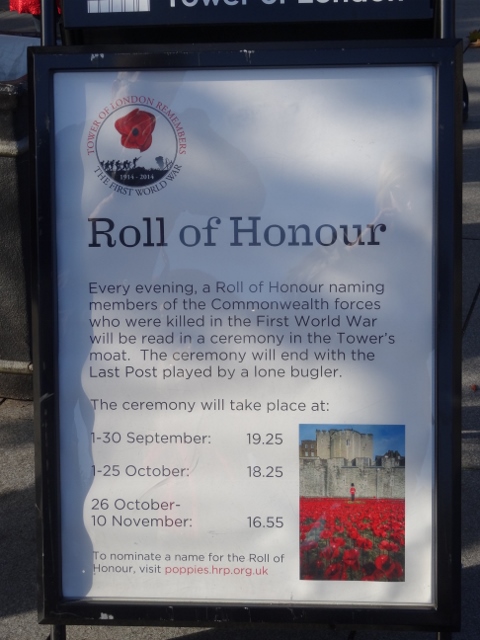 Tower of London
TOWER OF LONDON REMEMBERS
1914 - 2014
THE FIRST WORLD WAR
Roll of Honour
Every evening, a Roll of Honour naming
members of the Commonwealth forces
who were killed in the First World War
will be read in a ceremony in the Tower's
moat. The ceremony will end with the
Last Post played by a lone bugler.
The ceremony will take place at:
1-30 September: 19.25
1-25 October: 18.25
26 October-
10 November: 16.55
To nominate a name for the Roll of
Honour, visit poppies.hrp.org.uk